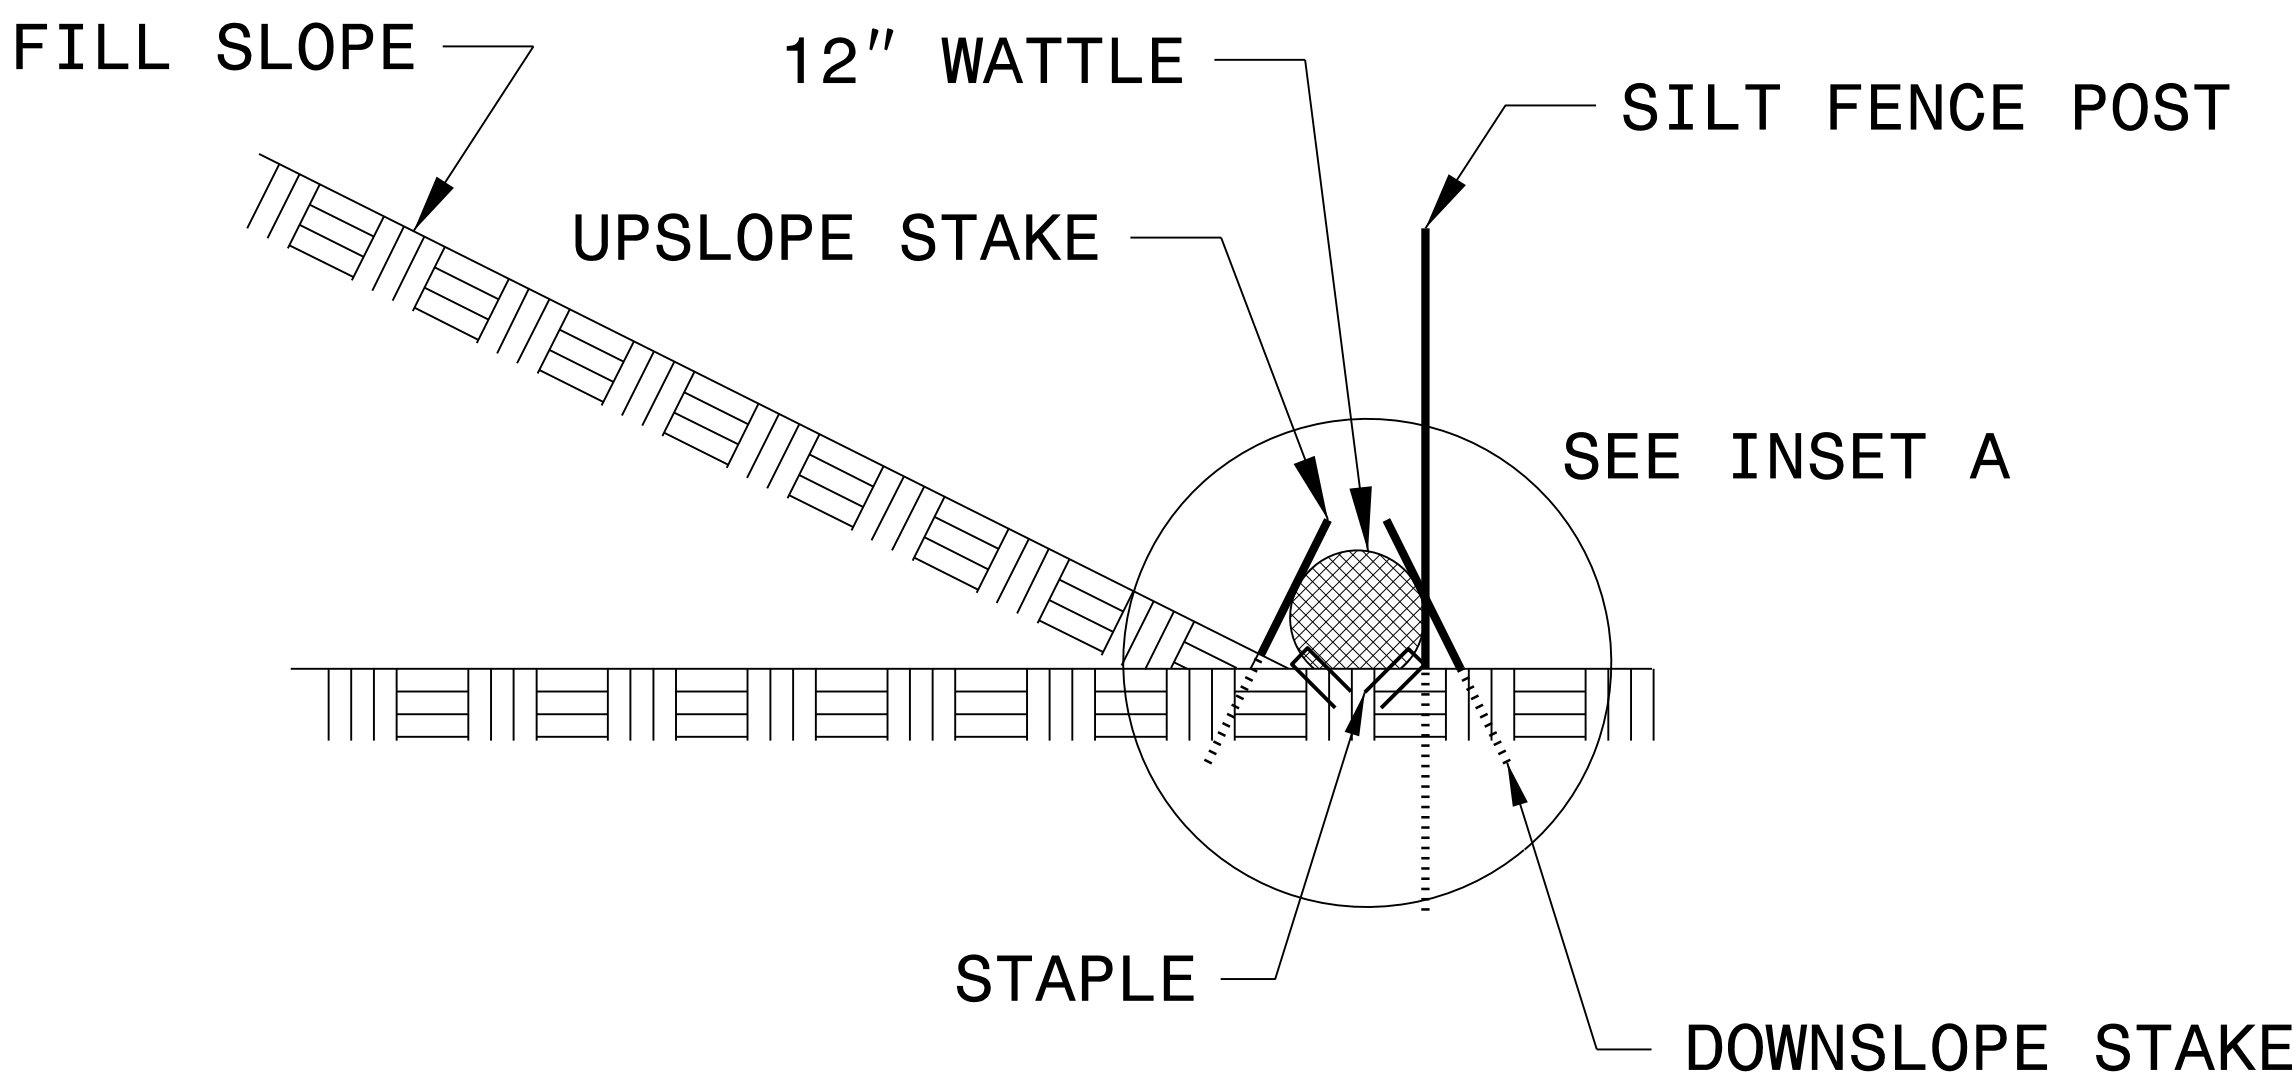 FILL SLOPE
12" WATTLE
SILT FENCE POST
UPSLOPE STAKE
SEE INSET A
STAPLE
DOWNSLOPE STAKE